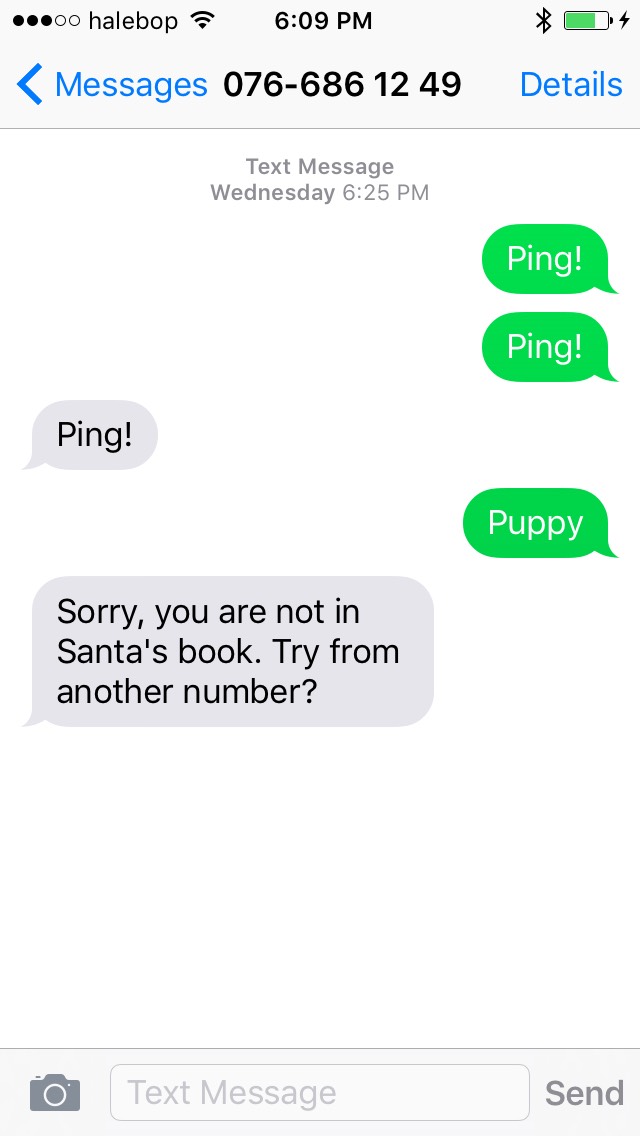 halebop 6:09 PM
Messages 076-686 12 49 Details
Text Message
Wednesday 6:25 PM
Ping!
Ping!
Ping!
Puppy
Sorry, you are not in
Santa's book. Try from
another number?
Text Message Send